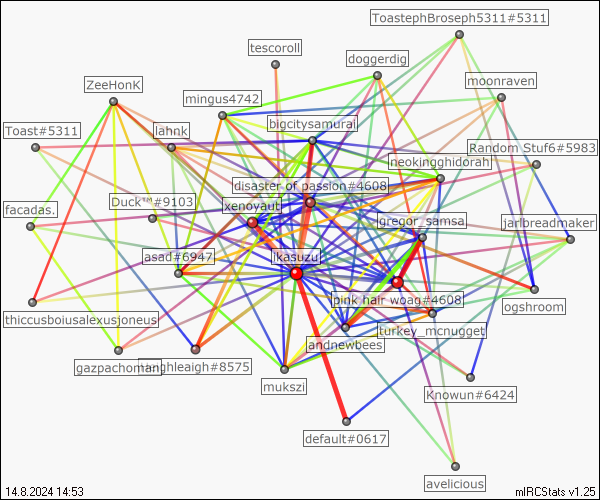 ToastephBroseph5311#5311
tescoroll
doggerdig
ZeeHonK
moonraven
mingus4742
bigcitysamurai
Toast#5311
lahnk
Random Stuf6#5983
neokingghidorah
disaster of passion#4608
Duck™#9103
xenoyaut
facadas.
gregor_samsa
jarlbreadmaker
asad#6947
ikasuzu
pink hair woag#4608
ogshroom
thiccusboiusalexusjoneus
turkey_mcnugget
andnewbees
gazpachoman
#8575
mukszi
Knowun#6424
default#0617
avelicious
14.8.2024 14:53
mIRCStats v1.25